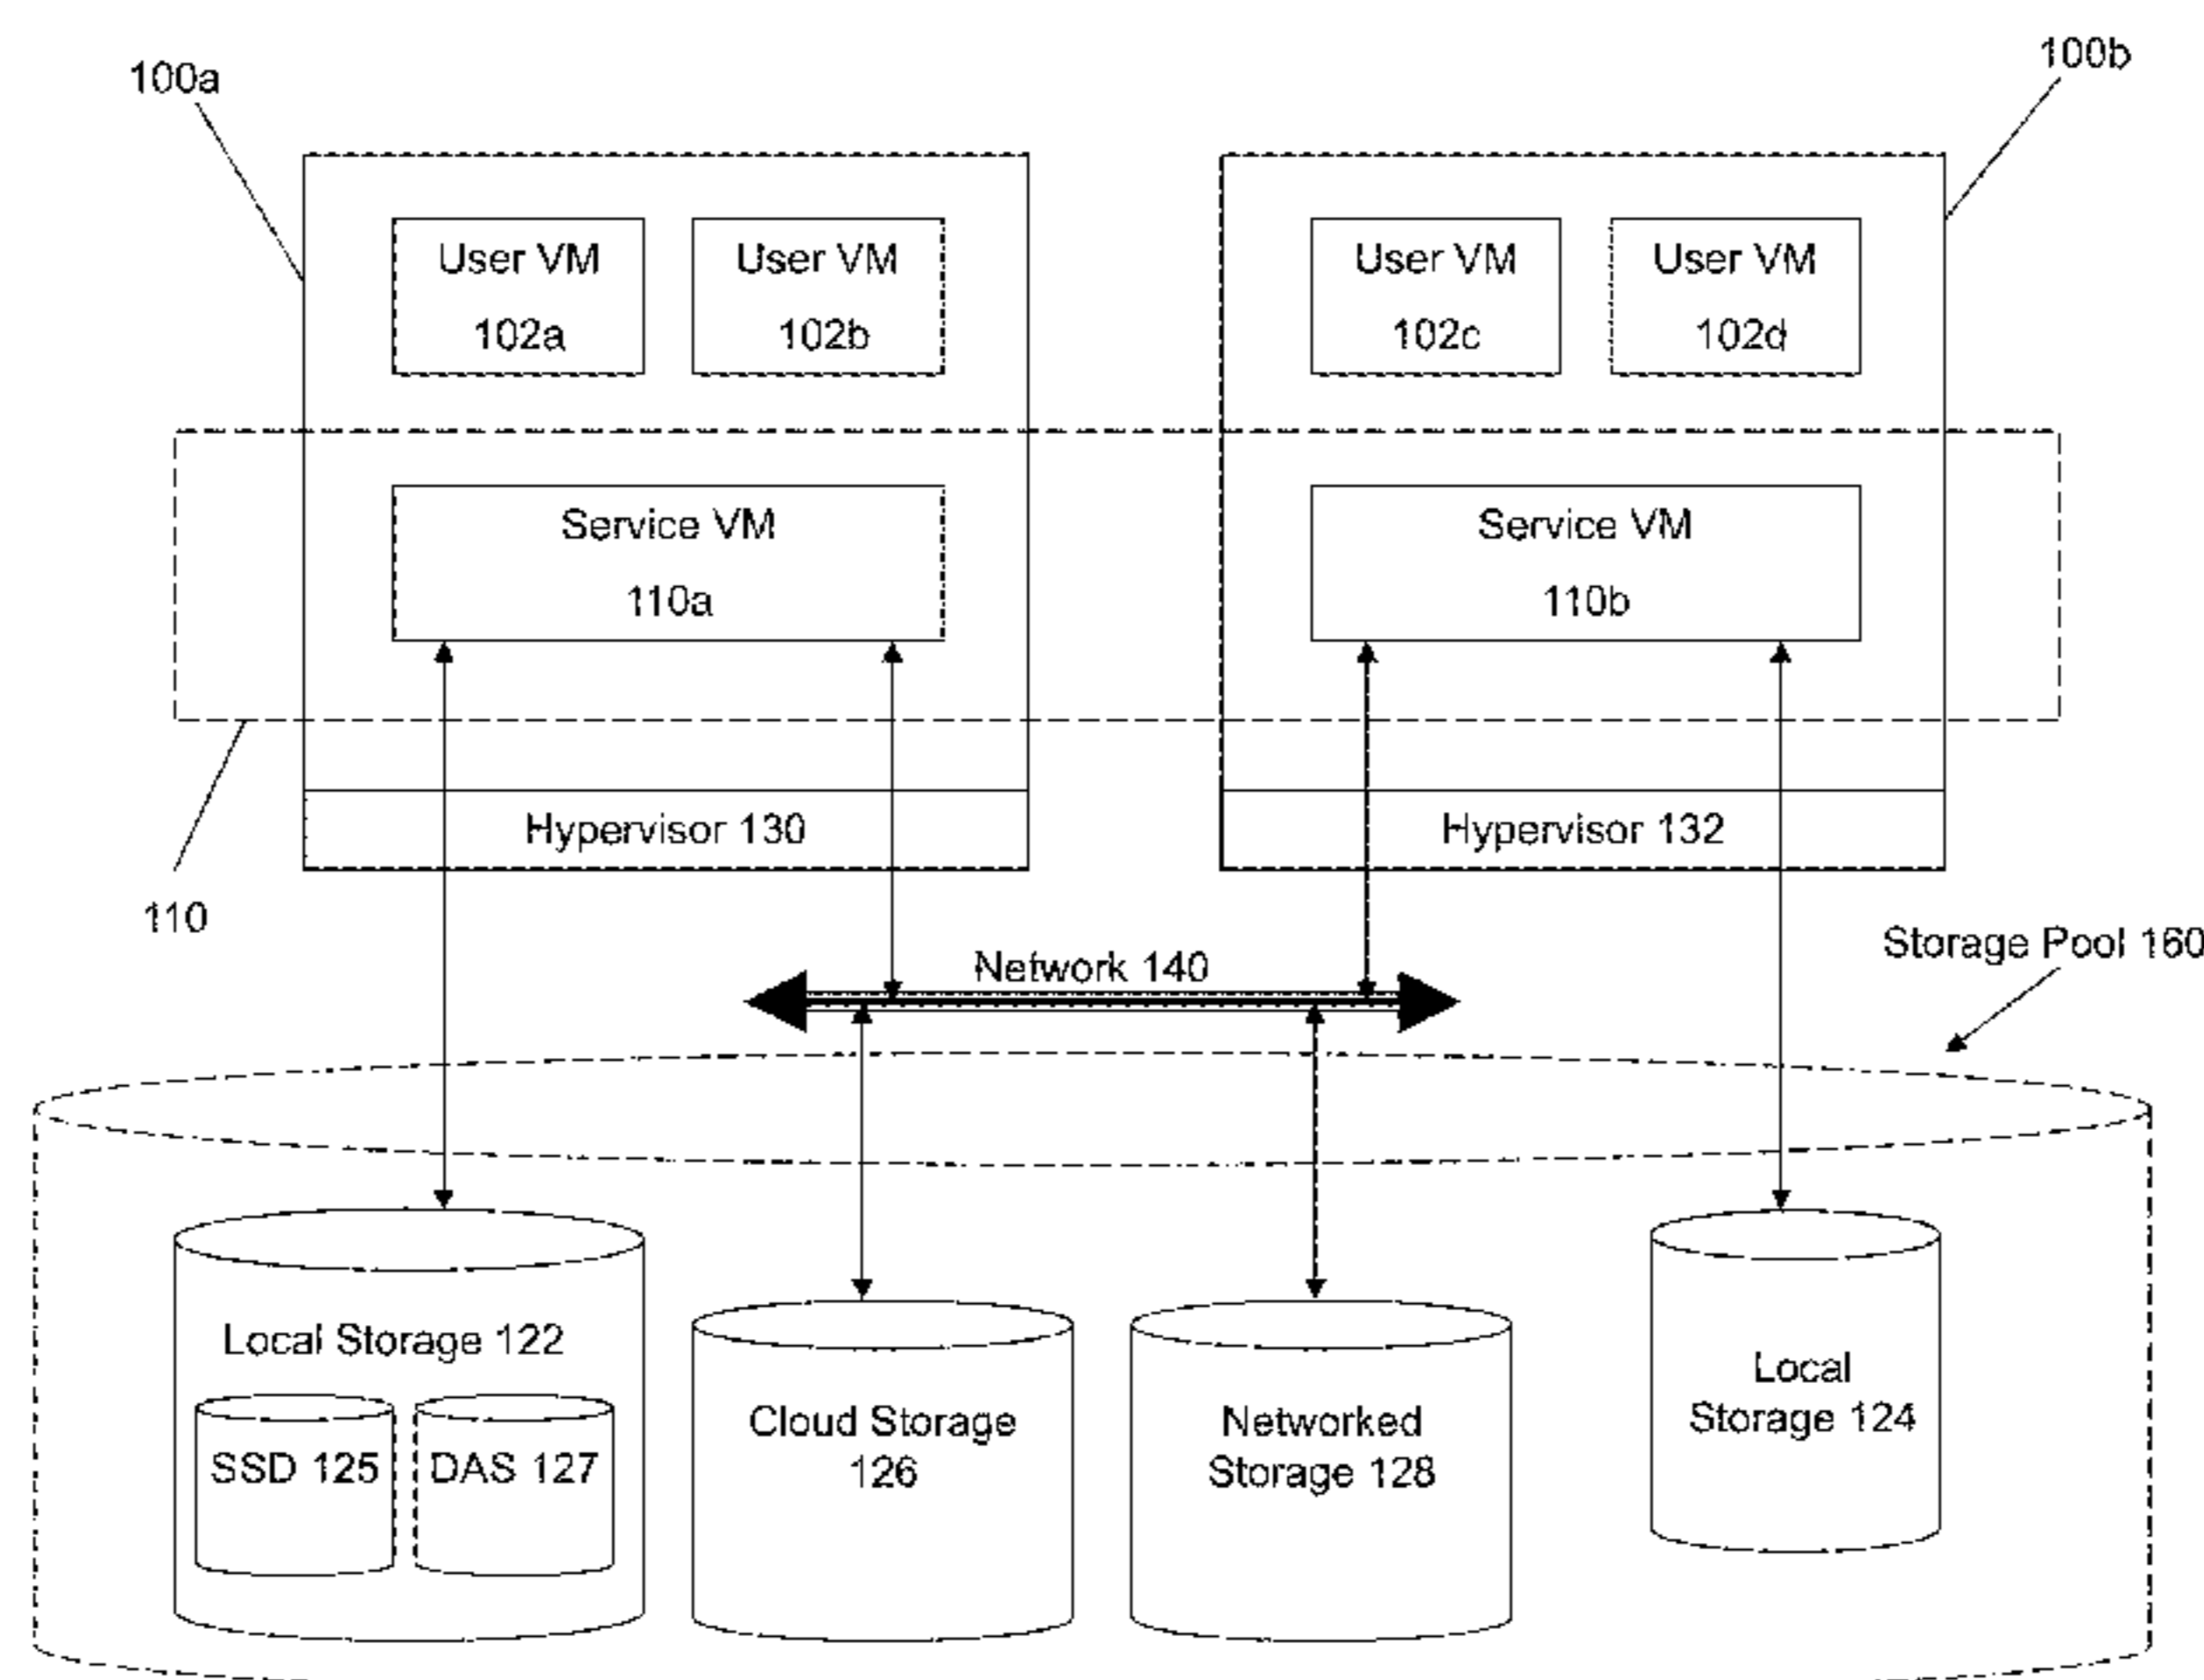 100a
100b
User VM
102a
User VM
102b
User VM
102c
User VM
102d
Service VM
110a
Service VM
110b
Hypervisor 130
Hypervisor 132
110
Network 140
Storage Pool 160
Local Storage 122
SSD 125
DAS 127
Cloud Storage
126
Networked
Storage 128
Local
Storage 124